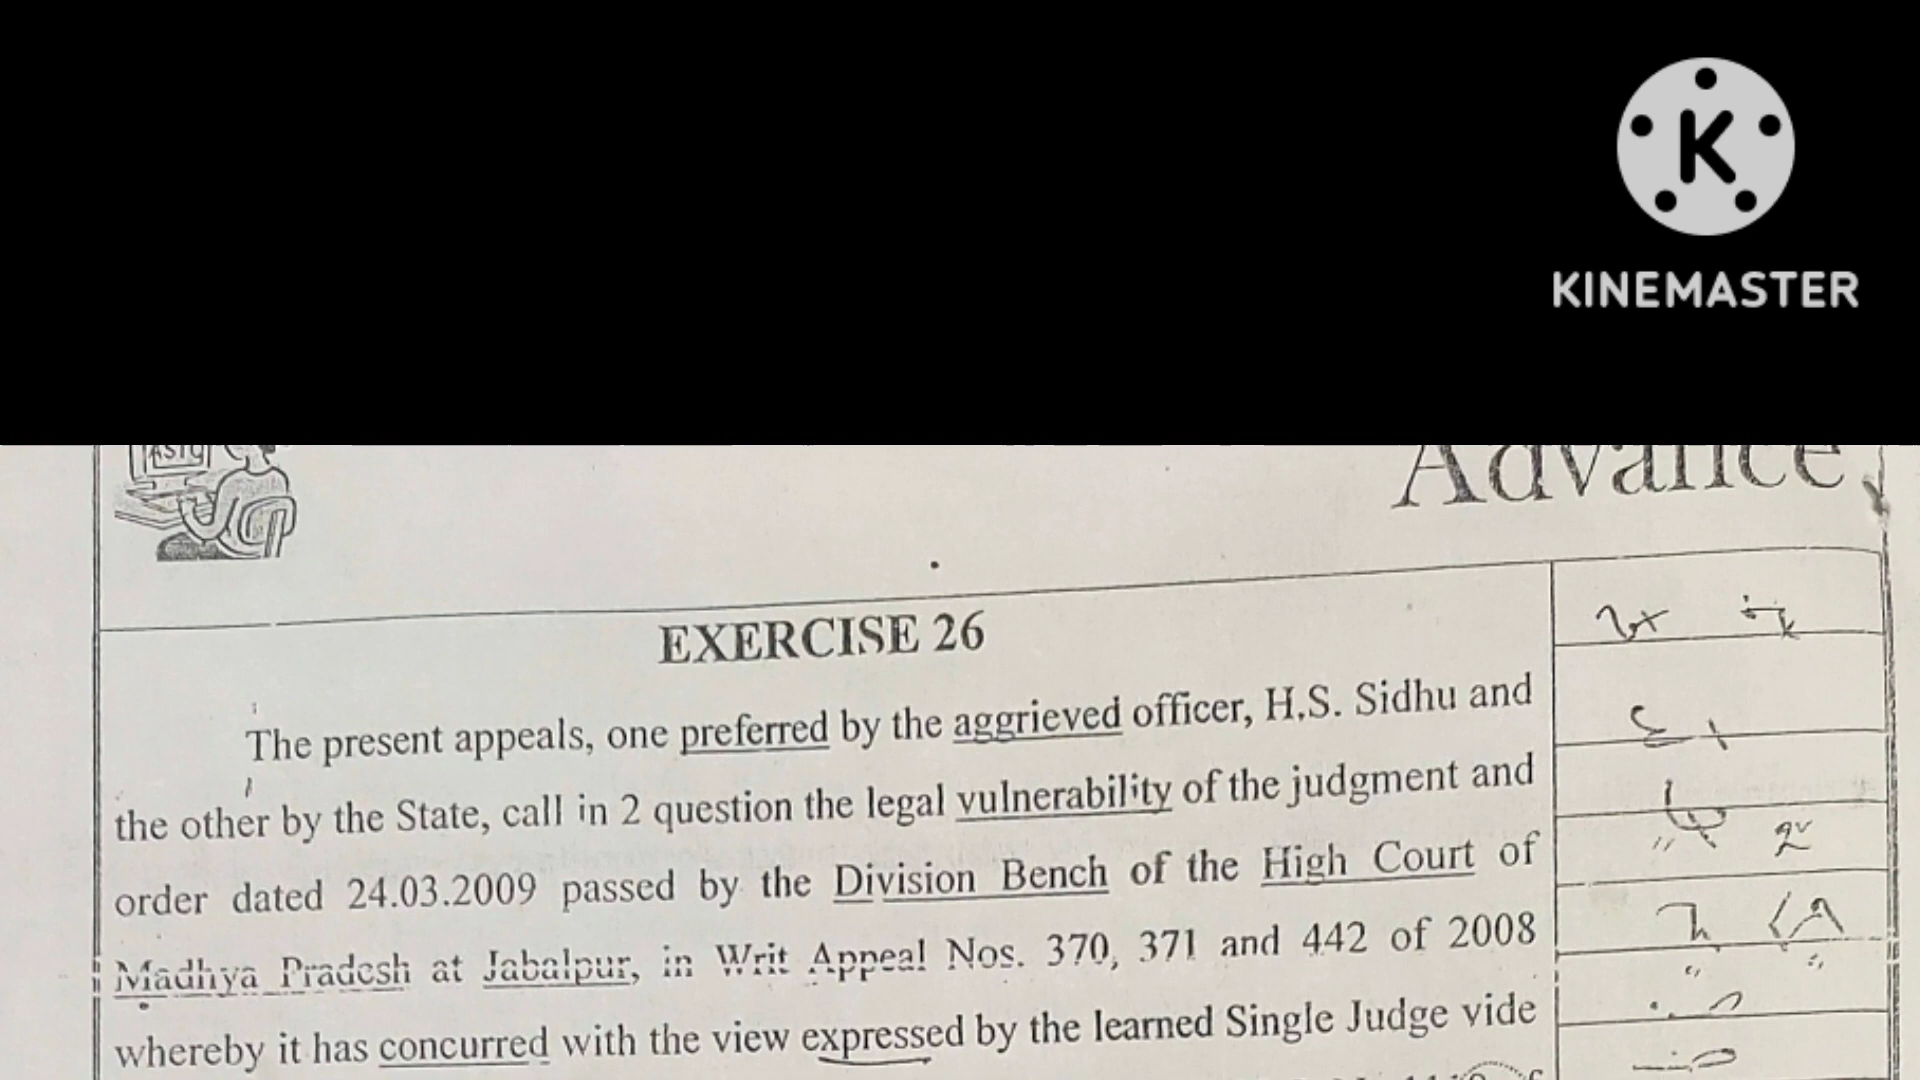 K
KINEMASTER
Advance
EXERCISE 26
The present appeals, one preferred by the aggrieved officer, H.S. Sidhu and
the other by the State, call in 2 question the legal vulnerability of the judgment and
order dated 24.03.2009 passed by the Division Bench of the High Court of
Madhya Pradesh at Jabalpur, in Writ Appeal Nos. 370, 371 and 442 of 2008
whereby it has concurred with the view expressed by the learned Single Judge vide